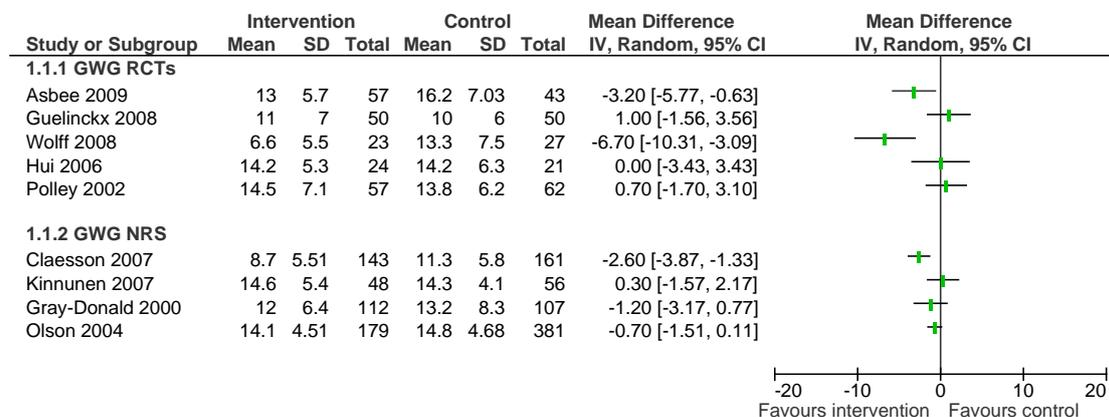 Intervention Control Mean Difference Mean Difference
Study or Subgroup Mean SD Total Mean SD Total IV, Random, 95% CI IV, Random, 95% CI
1.1.1 GWG RCTs
Asbee 2009 13 5.7 57 16.2 7.03 43 -3.20 [-5.77, -0.63]
Guelinckx 2008 11 7 50 10 6 50 1.00 [-1.56, 3.56]
Wolff 2008 6.6 5.5 23 13.3 7.5 27 -6.70 [-10.31, -3.09]
Hui 2006 14.2 5.3 24 14.2 6.3 21 0.00 [-3.43, 3.43]
Polley 2002 14.5 7.1 57 13.8 6.2 62 0.70 [-1.70, 3.10]
1.1.2 GWG NRS
Claesson 2007 8.7 5.51 143 11.3 5.8 161 -2.60 [-3.87, -1.33]
Kinnunen 2007 14.6 5.4 48 14.3 4.1 56 0.30 [-1.57, 2.17]
Gray-Donald 2000 12 6.4 112 13.2 8.3 107 -1.20 [-3.17, 0.77]
Olson 2004 14.1 4.51 179 14.8 4.68 381 -0.70 [-1.51, 0.11]
-20 -10 0 10 20
Favours intervention Favours control